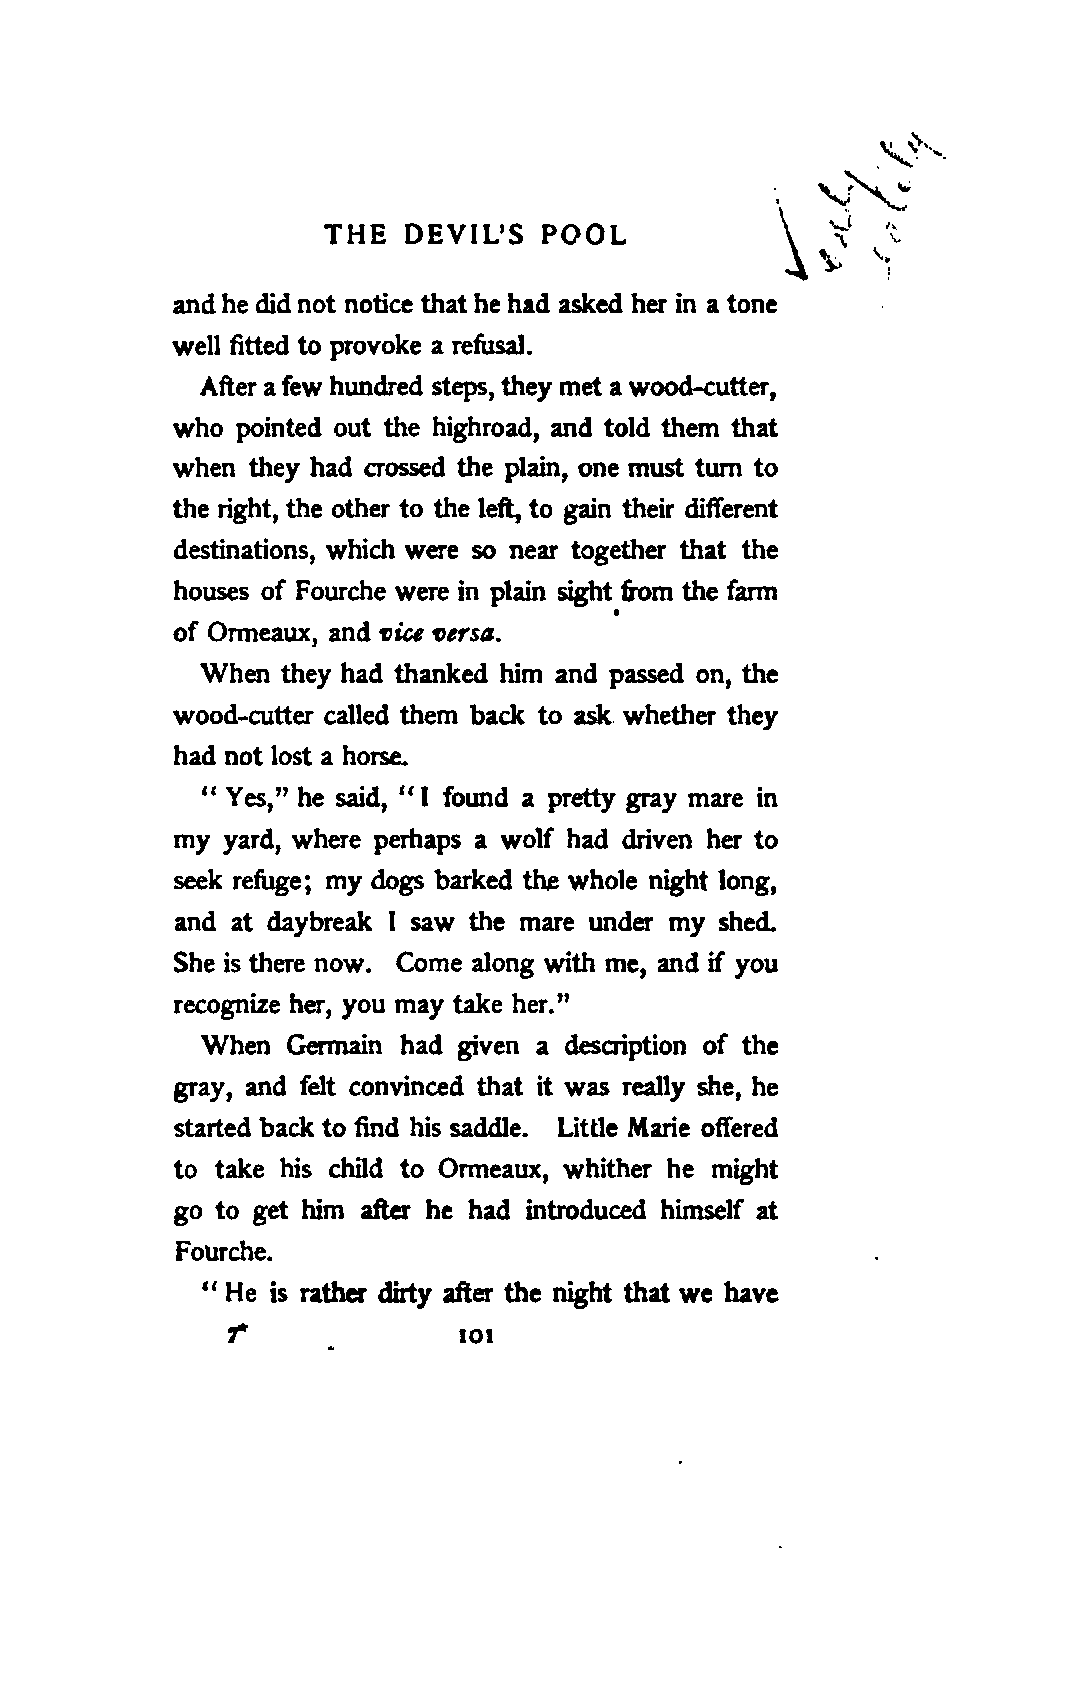 THE DEVIL'S POOL
and he did not notice that he had asked her in a tone
well fitted to provoke a refusal.
After a few hundred steps, they met a wood-cutter,
who pointed out the highroad, and told them that
when they had crossed the plain, one must turn to
the right, the other to the left, to gain their different
destinations, which were so near together that the
houses of Fourche were in plain sight from the farm
of Ormeaux, and vice versa.
When they had thanked him and passed on, the
wood-cutter called them back to ask whether they
had not lost a horse.
"Yes," he said, "I found a pretty gray mare in
my yard, where perhaps a wolf had driven her to
seek refuge; my dogs barked the whole night long,
and at daybreak I saw the mare under my shed.
She is there now. Come along with me, and if you
recognize her, you may take her."
When Germain had given a description of the
gray, and felt convinced that it was really she, he
started back to find his saddle. Little Marie offered
to take his child to Ormeaux, whither he might
go to get him after he had introduced himself at
Fourche.
"He is rather dirty after the night that we have
101